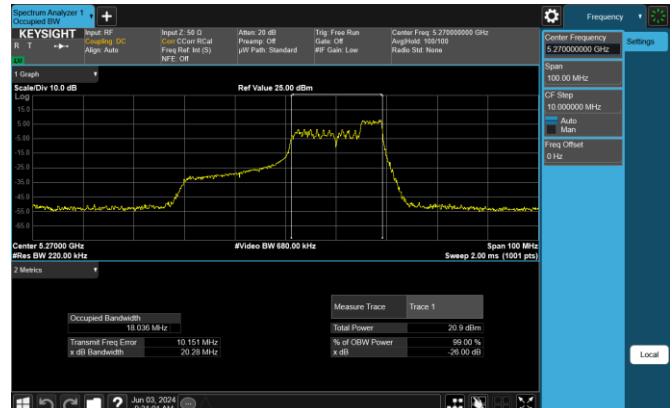 Spectrum Analyzer 1
Occupied BW
Frequency
KEYSIGHT
R T
LXI
Input: RF
Coupling: DC
Align: Auto
Input Z: 50 Ω
Corr CCorr RCal
Freq Ref: Int (S)
NFE: Off
Atten: 20 dB
Preamp: Off
µW Path: Standard
Trig: Free Run
Gate: Off
#IF Gain: Low
Center Freq: 5.270000000 GHz
Avg|Hold: 100/100
Radio Std: None
Center Frequency
5.270000000 GHz
Settings
Span
100.00 MHz
CF Step
10.000000 MHz
Auto
Man
Freq Offset
0 Hz
1 Graph
Scale/Div 10.0 dB
Ref Value 25.00 dBm
Log
15.0
5.00
-5.00
-15.0
-25.0
-35.0
-45.0
-55.0
-65.0
Center 5.27000 GHz
#Video BW 680.00 kHz
Span 100 MHz
#Res BW 220.00 kHz
Sweep 2.00 ms (1001 pts)
2 Metrics
Measure Trace
Trace 1
Occupied Bandwidth
18.036 MHz
Total Power
20.9 dBm
Transmit Freq Error
10.151 MHz
% of OBW Power
99.00 %
x dB Bandwidth
20.28 MHz
x dB
-26.00 dB
Local
?
Jun 03, 2024